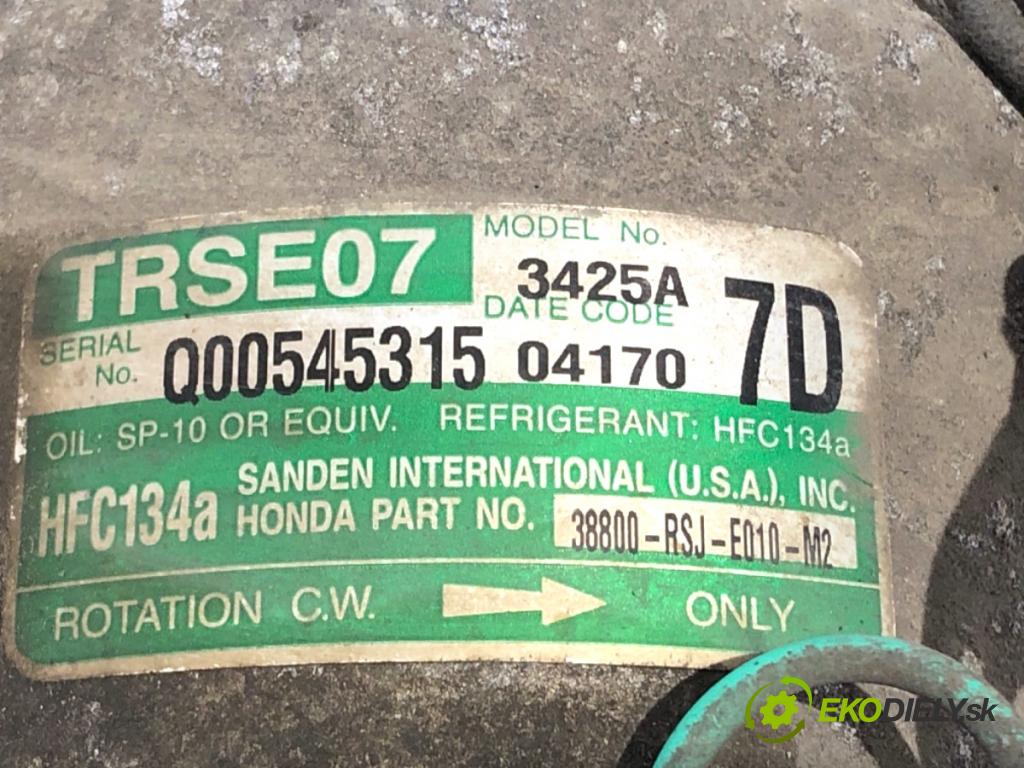 TRSE07
MODEL No.
3425A
DATE CODE
7D
SERIAL No.
Q00545315
04170
OIL: SP-10 OR EQUIV. REFRIGERANT: HFC134a
HFC134a
SANDEN INTERNATIONAL (U.S.A.), INC.
HONDA PART NO. 38800-RSJ-E010-M2
ROTATION C.W. ONLY
EKODIELY.sk